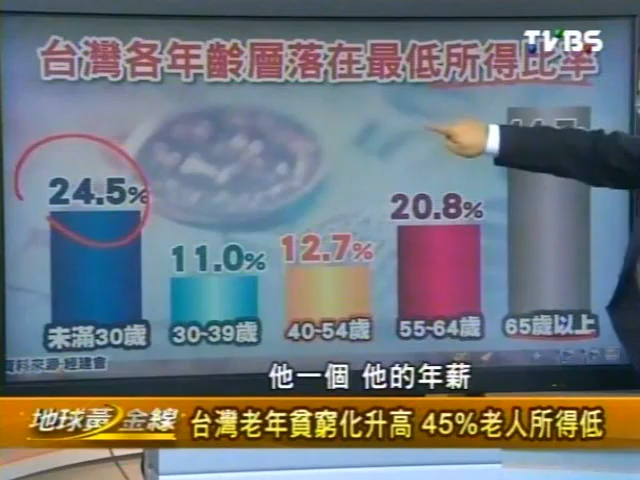 TVBS
台灣各年齡層落在最低所得比率
24.5%
11.0%
12.7%
20.8%
未滿30歲
30~39歲
40~54歲
55~64歲
65歲以上
資料來源:經建會
他一個 他的年薪
地球黃金線
台灣老年貧窮化升高 45%老人所得低